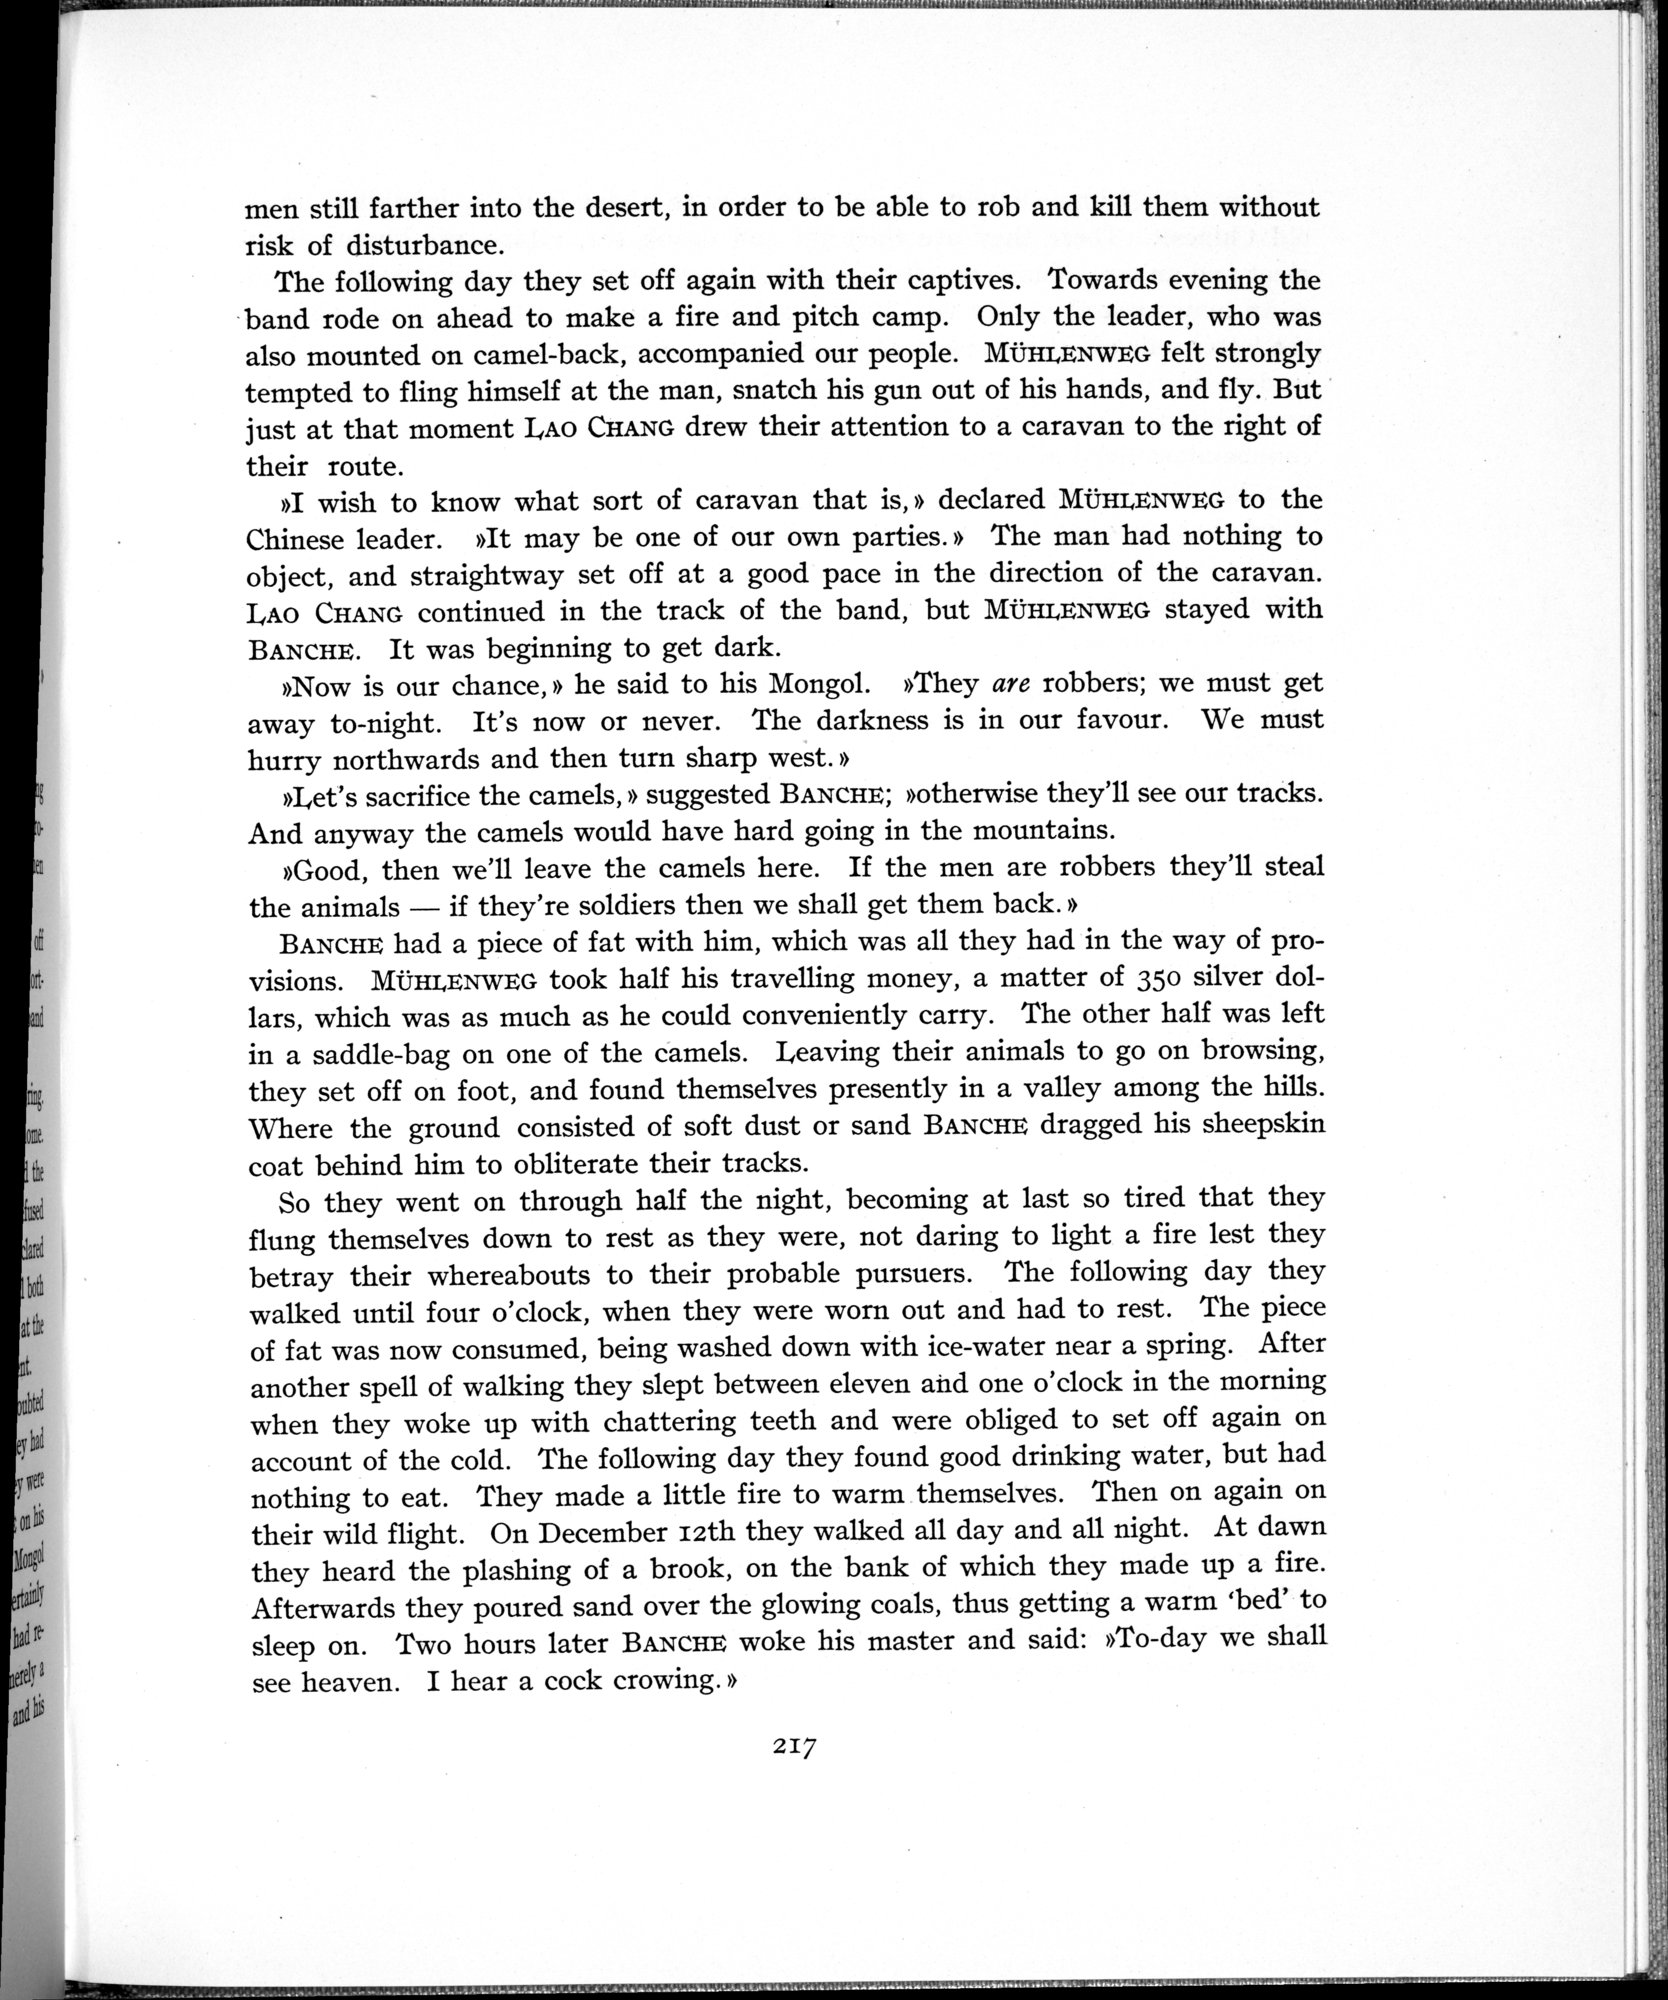 men still farther into the desert, in order to be able to rob and kill them without
risk of disturbance.
The following day they set off again with their captives. Towards evening the
band rode on ahead to make a fire and pitch camp. Only the leader, who was
also mounted on camel-back, accompanied our people. MÜHLENWEG felt strongly
tempted to fling himself at the man, snatch his gun out of his hands, and fly. But
just at that moment LAO CHANG drew their attention to a caravan to the right of
their route.
»I wish to know what sort of caravan that is,» declared MÜHLENWEG to the
Chinese leader. »It may be one of our own parties.» The man had nothing to
object, and straightway set off at a good pace in the direction of the caravan.
LAO CHANG continued in the track of the band, but MÜHLENWEG stayed with
BANCHE. It was beginning to get dark.
»Now is our chance,» he said to his Mongol. »They are robbers; we must get
away to-night. It's now or never. The darkness is in our favour. We must
hurry northwards and then turn sharp west.»
»Let's sacrifice the camels,» suggested BANCHE; »otherwise they'll see our tracks.
And anyway the camels would have hard going in the mountains.
»Good, then we'll leave the camels here. If the men are robbers they'll steal
the animals — if they're soldiers then we shall get them back.»
BANCHE had a piece of fat with him, which was all they had in the way of pro-
visions. MÜHLENWEG took half his travelling money, a matter of 350 silver dol-
lars, which was as much as he could conveniently carry. The other half was left
in a saddle-bag on one of the camels. Leaving their animals to go on browsing,
they set off on foot, and found themselves presently in a valley among the hills.
Where the ground consisted of soft dust or sand BANCHE dragged his sheepskin
coat behind him to obliterate their tracks.
So they went on through half the night, becoming at last so tired that they
flung themselves down to rest as they were, not daring to light a fire lest they
betray their whereabouts to their probable pursuers. The following day they
walked until four o'clock, when they were worn out and had to rest. The piece
of fat was now consumed, being washed down with ice-water near a spring. After
another spell of walking they slept between eleven and one o'clock in the morning
when they woke up with chattering teeth and were obliged to set off again on
account of the cold. The following day they found good drinking water, but had
nothing to eat. They made a little fire to warm themselves. Then on again on
their wild flight. On December 12th they walked all day and all night. At dawn
they heard the plashing of a brook, on the bank of which they made up a fire.
Afterwards they poured sand over the glowing coals, thus getting a warm 'bed' to
sleep on. Two hours later BANCHE woke his master and said: »To-day we shall
see heaven. I hear a cock crowing.»
217